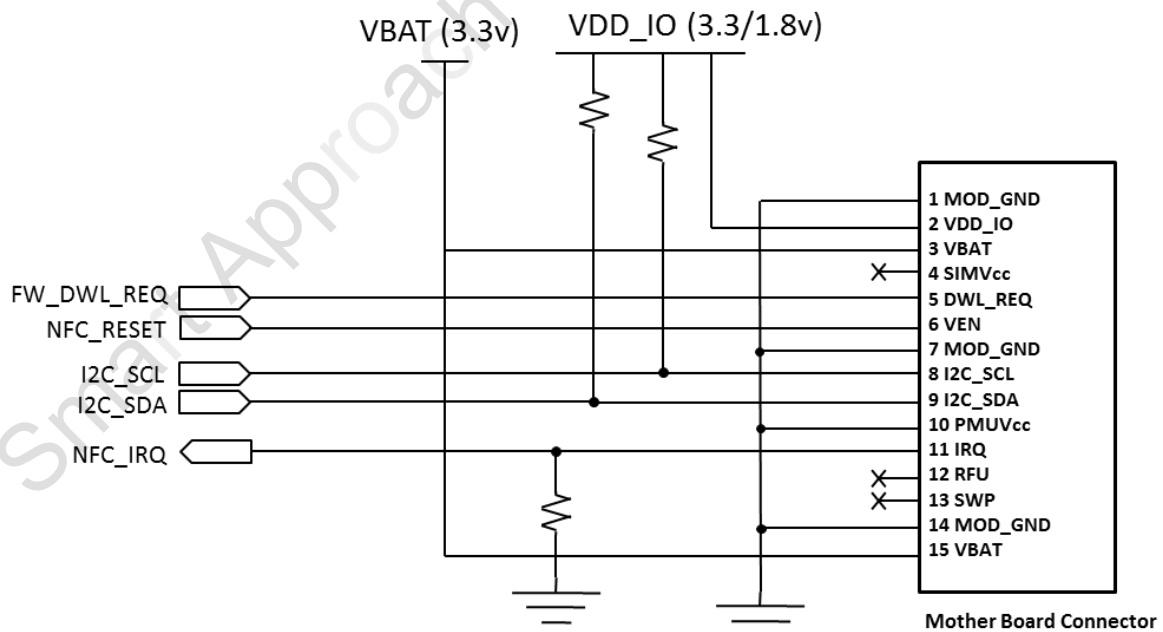 VBAT (3.3v)
VDD_IO (3.3/1.8v)
Smart Approach
1 MOD_GND
2 VDD_IO
3 VBAT
4 SIMVcc
5 DWL_REQ
6 VEN
7 MOD_GND
8 I2C_SCL
9 I2C_SDA
10 PMUVcc
11 IRQ
12 RFU
13 SWP
14 MOD_GND
15 VBAT
FW_DWL_REQ
NFC_RESET
I2C_SCL
I2C_SDA
NFC_IRQ
Mother Board Connector